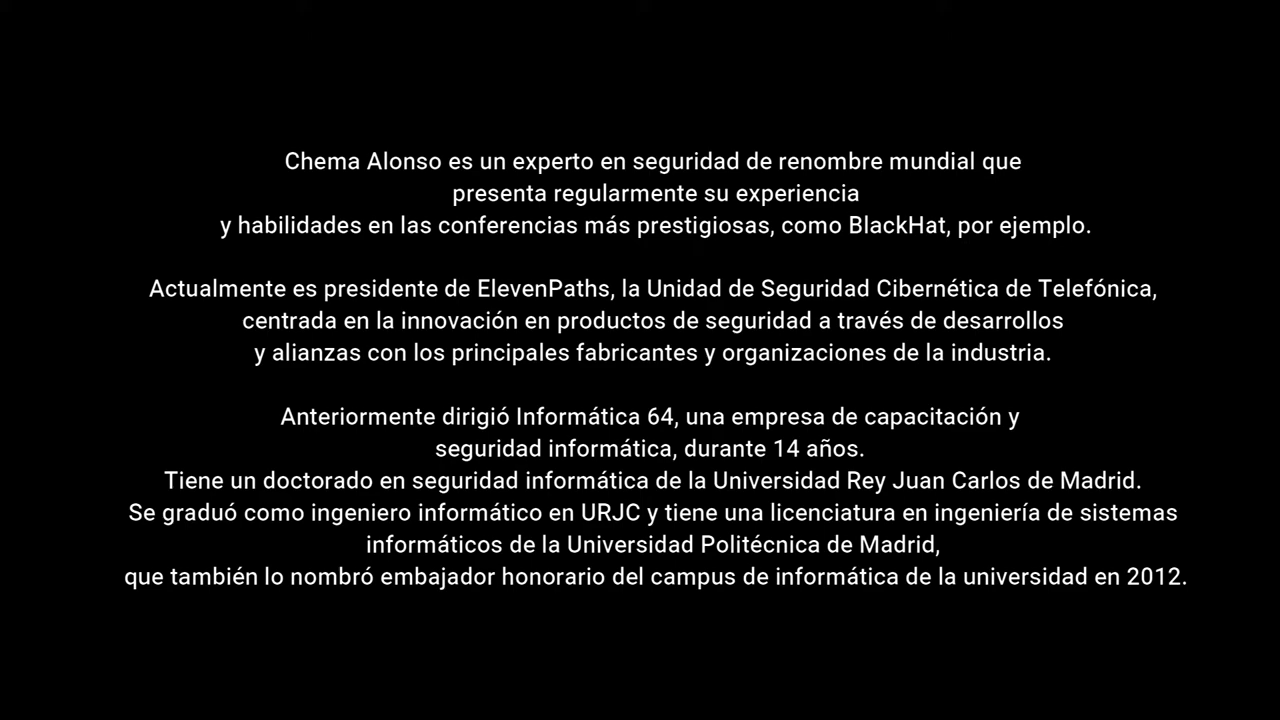 Chema Alonso es un experto en seguridad de renombre mundial que
presenta regularmente su experiencia
y habilidades en las conferencias más prestigiosas, como BlackHat, por ejemplo.
Actualmente es presidente de ElevenPaths, la Unidad de Seguridad Cibernética de Telefónica,
centrada en la innovación en productos de seguridad a través de desarrollos
y alianzas con los principales fabricantes y organizaciones de la industria.
Anteriormente dirigió Informática 64, una empresa de capacitación y
seguridad informática, durante 14 años.
Tiene un doctorado en seguridad informática de la Universidad Rey Juan Carlos de Madrid.
Se graduó como ingeniero informático en URJC y tiene una licenciatura en ingeniería de sistemas
informáticos de la Universidad Politécnica de Madrid,
que también lo nombró embajador honorario del campus de informática de la universidad en 2012.